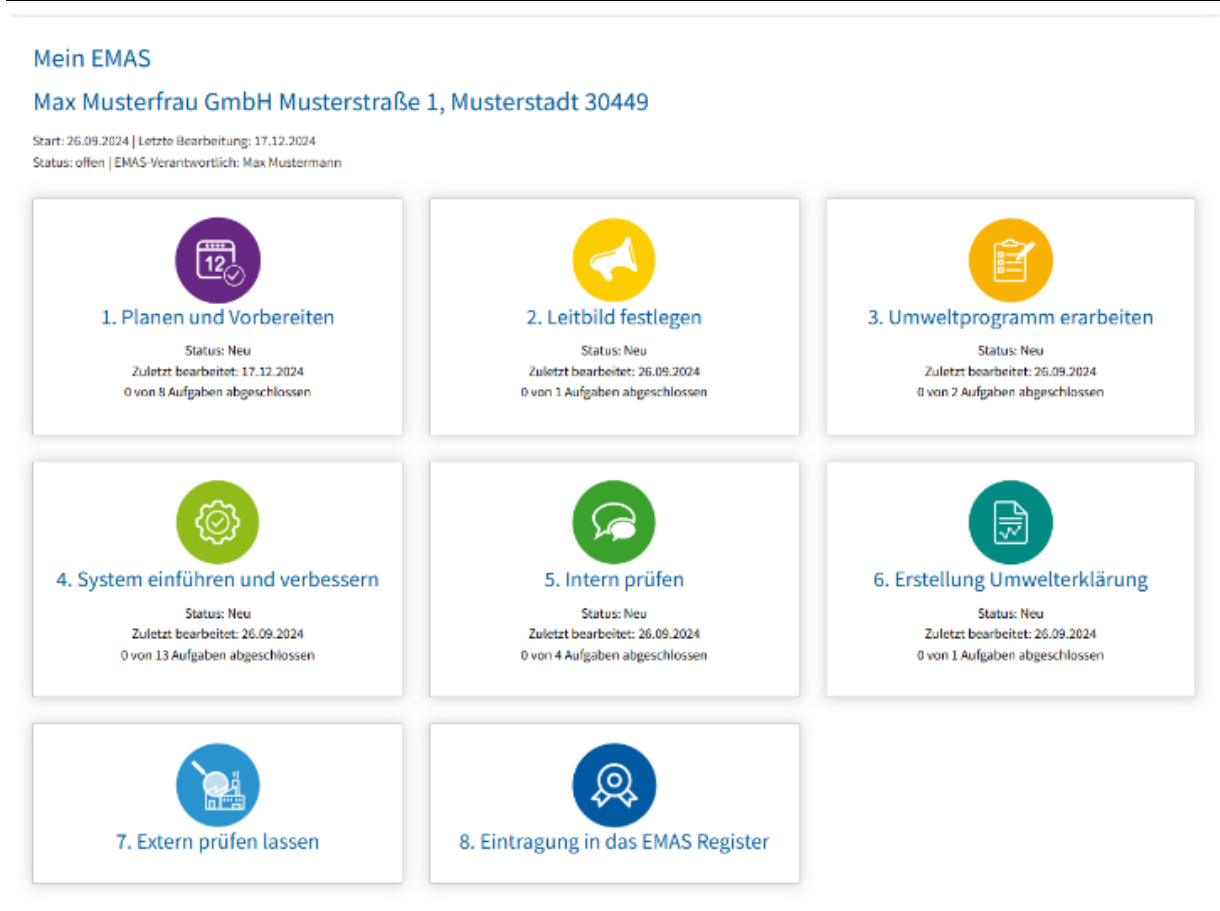 Mein EMAS
Max Musterfrau GmbH Musterstraße 1, Musterstadt 30449
Start: 26.09.2024 | Letzte Bearbeitung: 17.12.2024
Status: offen | EMAS-Verantwortlich: Max Mustermann
12
1. Planen und Vorbereiten
Status: Neu
Zuletzt bearbeitet: 17.12.2024
0 von 8 Aufgaben abgeschlossen
2. Leitbild festlegen
Status: Neu
Zuletzt bearbeitet: 26.09.2024
0 von 1 Aufgaben abgeschlossen
3. Umweltprogramm erarbeiten
Status: Neu
Zuletzt bearbeitet: 26.09.2024
0 von 2 Aufgaben abgeschlossen
4. System einführen und verbessern
Status: Neu
Zuletzt bearbeitet: 26.09.2024
0 von 13 Aufgaben abgeschlossen
5. Intern prüfen
Status: Neu
Zuletzt bearbeitet: 26.09.2024
0 von 4 Aufgaben abgeschlossen
6. Erstellung Umwelterklärung
Status: Neu
Zuletzt bearbeitet: 26.09.2024
0 von 1 Aufgaben abgeschlossen
7. Extern prüfen lassen
8. Eintragung in das EMAS Register